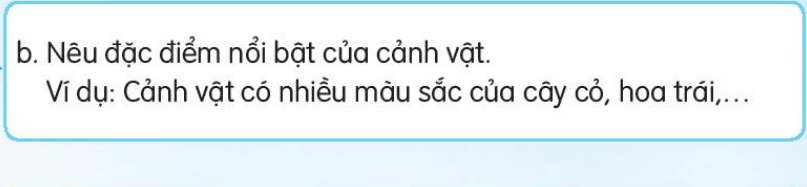 b. Nêu đặc điểm nổi bật của cảnh vật.
Ví dụ: Cảnh vật có nhiều màu sắc của cây cỏ, hoa trái,...